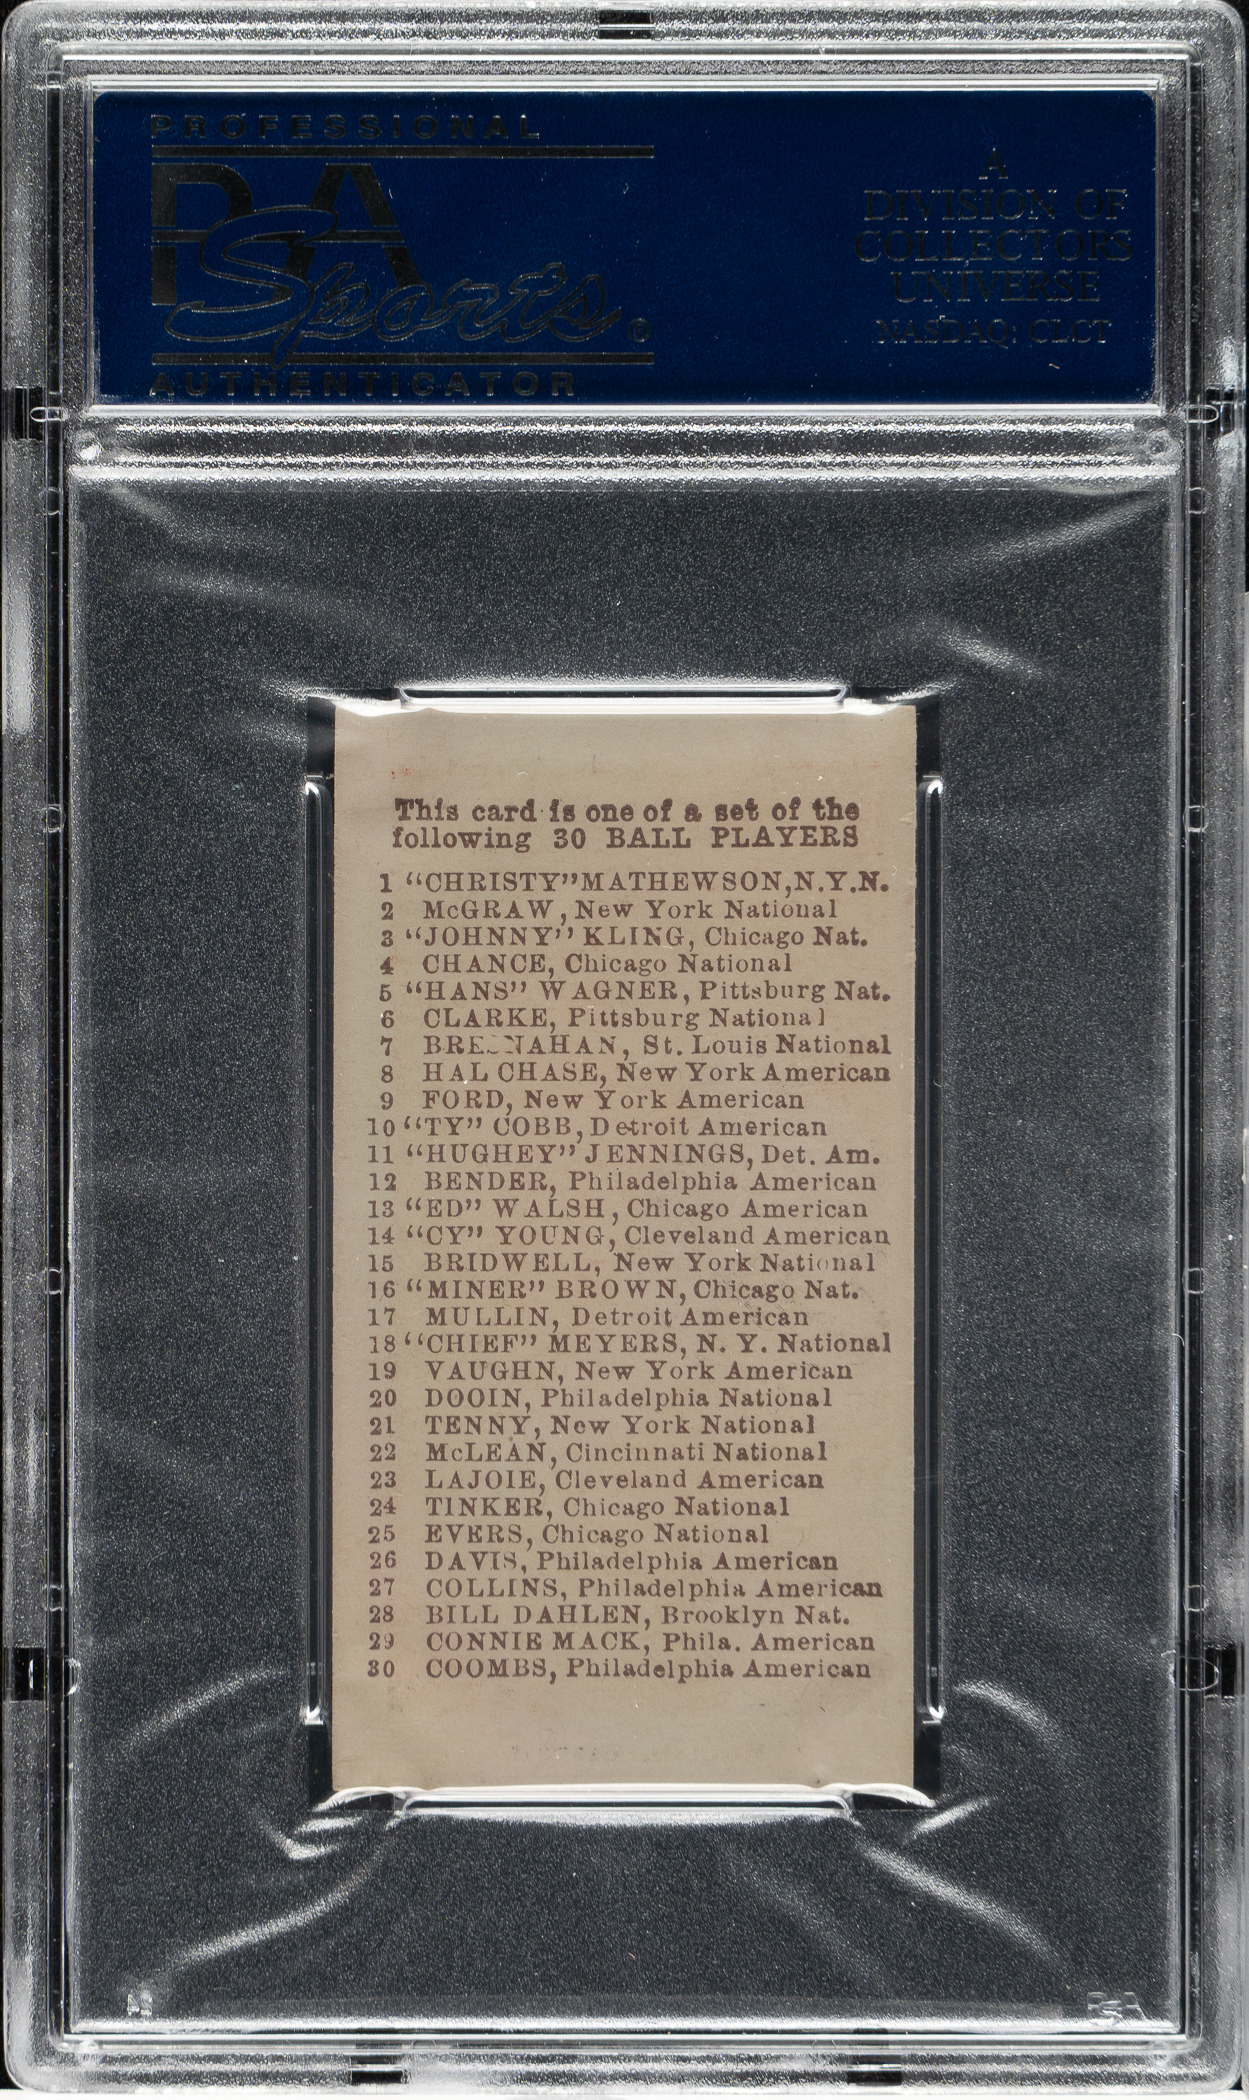 PROFESSIONAL
PSA
Sports®
AUTHENTICATOR
A
DIVISION OF
COLLECTORS
UNIVERSE
NASDAQ: CLCT
This card is one of a set of the
following 30 BALL PLAYERS
1 "CHRISTY" MATHEWSON, N.Y.N.
2 McGRAW, New York National
3 "JOHNNY" KLING, Chicago Nat.
4 CHANCE, Chicago National
5 "HANS" WAGNER, Pittsburg Nat.
6 CLARKE, Pittsburg National
7 BRESNAHAN, St. Louis National
8 HAL CHASE, New York American
9 FORD, New York American
10 "TY" COBB, Detroit American
11 "HUGHEY" JENNINGS, Det. Am.
12 BENDER, Philadelphia American
13 "ED" WALSH, Chicago American
14 "CY" YOUNG, Cleveland American
15 BRIDWELL, New York National
16 "MINER" BROWN, Chicago Nat.
17 MULLIN, Detroit American
18 "CHIEF" MEYERS, N. Y. National
19 VAUGHN, New York American
20 DOOIN, Philadelphia National
21 TENNY, New York National
22 McLEAN, Cincinnati National
23 LAJOIE, Cleveland American
24 TINKER, Chicago National
25 EVERS, Chicago National
26 DAVIS, Philadelphia American
27 COLLINS, Philadelphia American
28 BILL DAHLEN, Brooklyn Nat.
29 CONNIE MACK, Phila. American
30 COOMBS, Philadelphia American
PSA